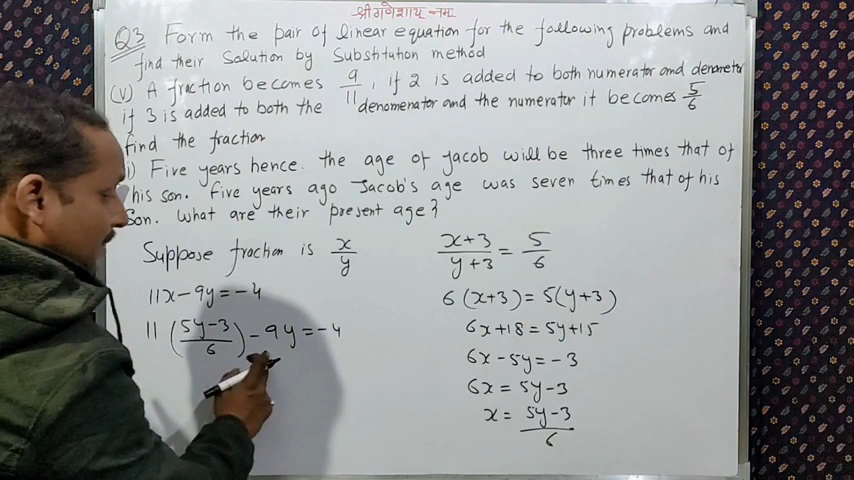 श्री गणेशाय नमः
Q3 Form the pair of linear equation for the following problems and
find their solution by Substitution method
(V) A fraction becomes 9/11, if 2 is added to both numerator and denometer
if 3 is added to both the denomenator and the numerator it becomes 5/6
find the fraction
i) Five years hence. the age of Jacob will be three times that of
his son. Five years ago Jacob's age was seven times that of his
Son. What are their present age?
Suppose fraction is x/y
11x-9y=-4
11 (5y-3/6) -9y=-4
x+3/y+3 = 5/6
6(x+3)=5(y+3)
6x+18=5y+15
6x-5y=-3
6x=5y-3
x=5y-3/6